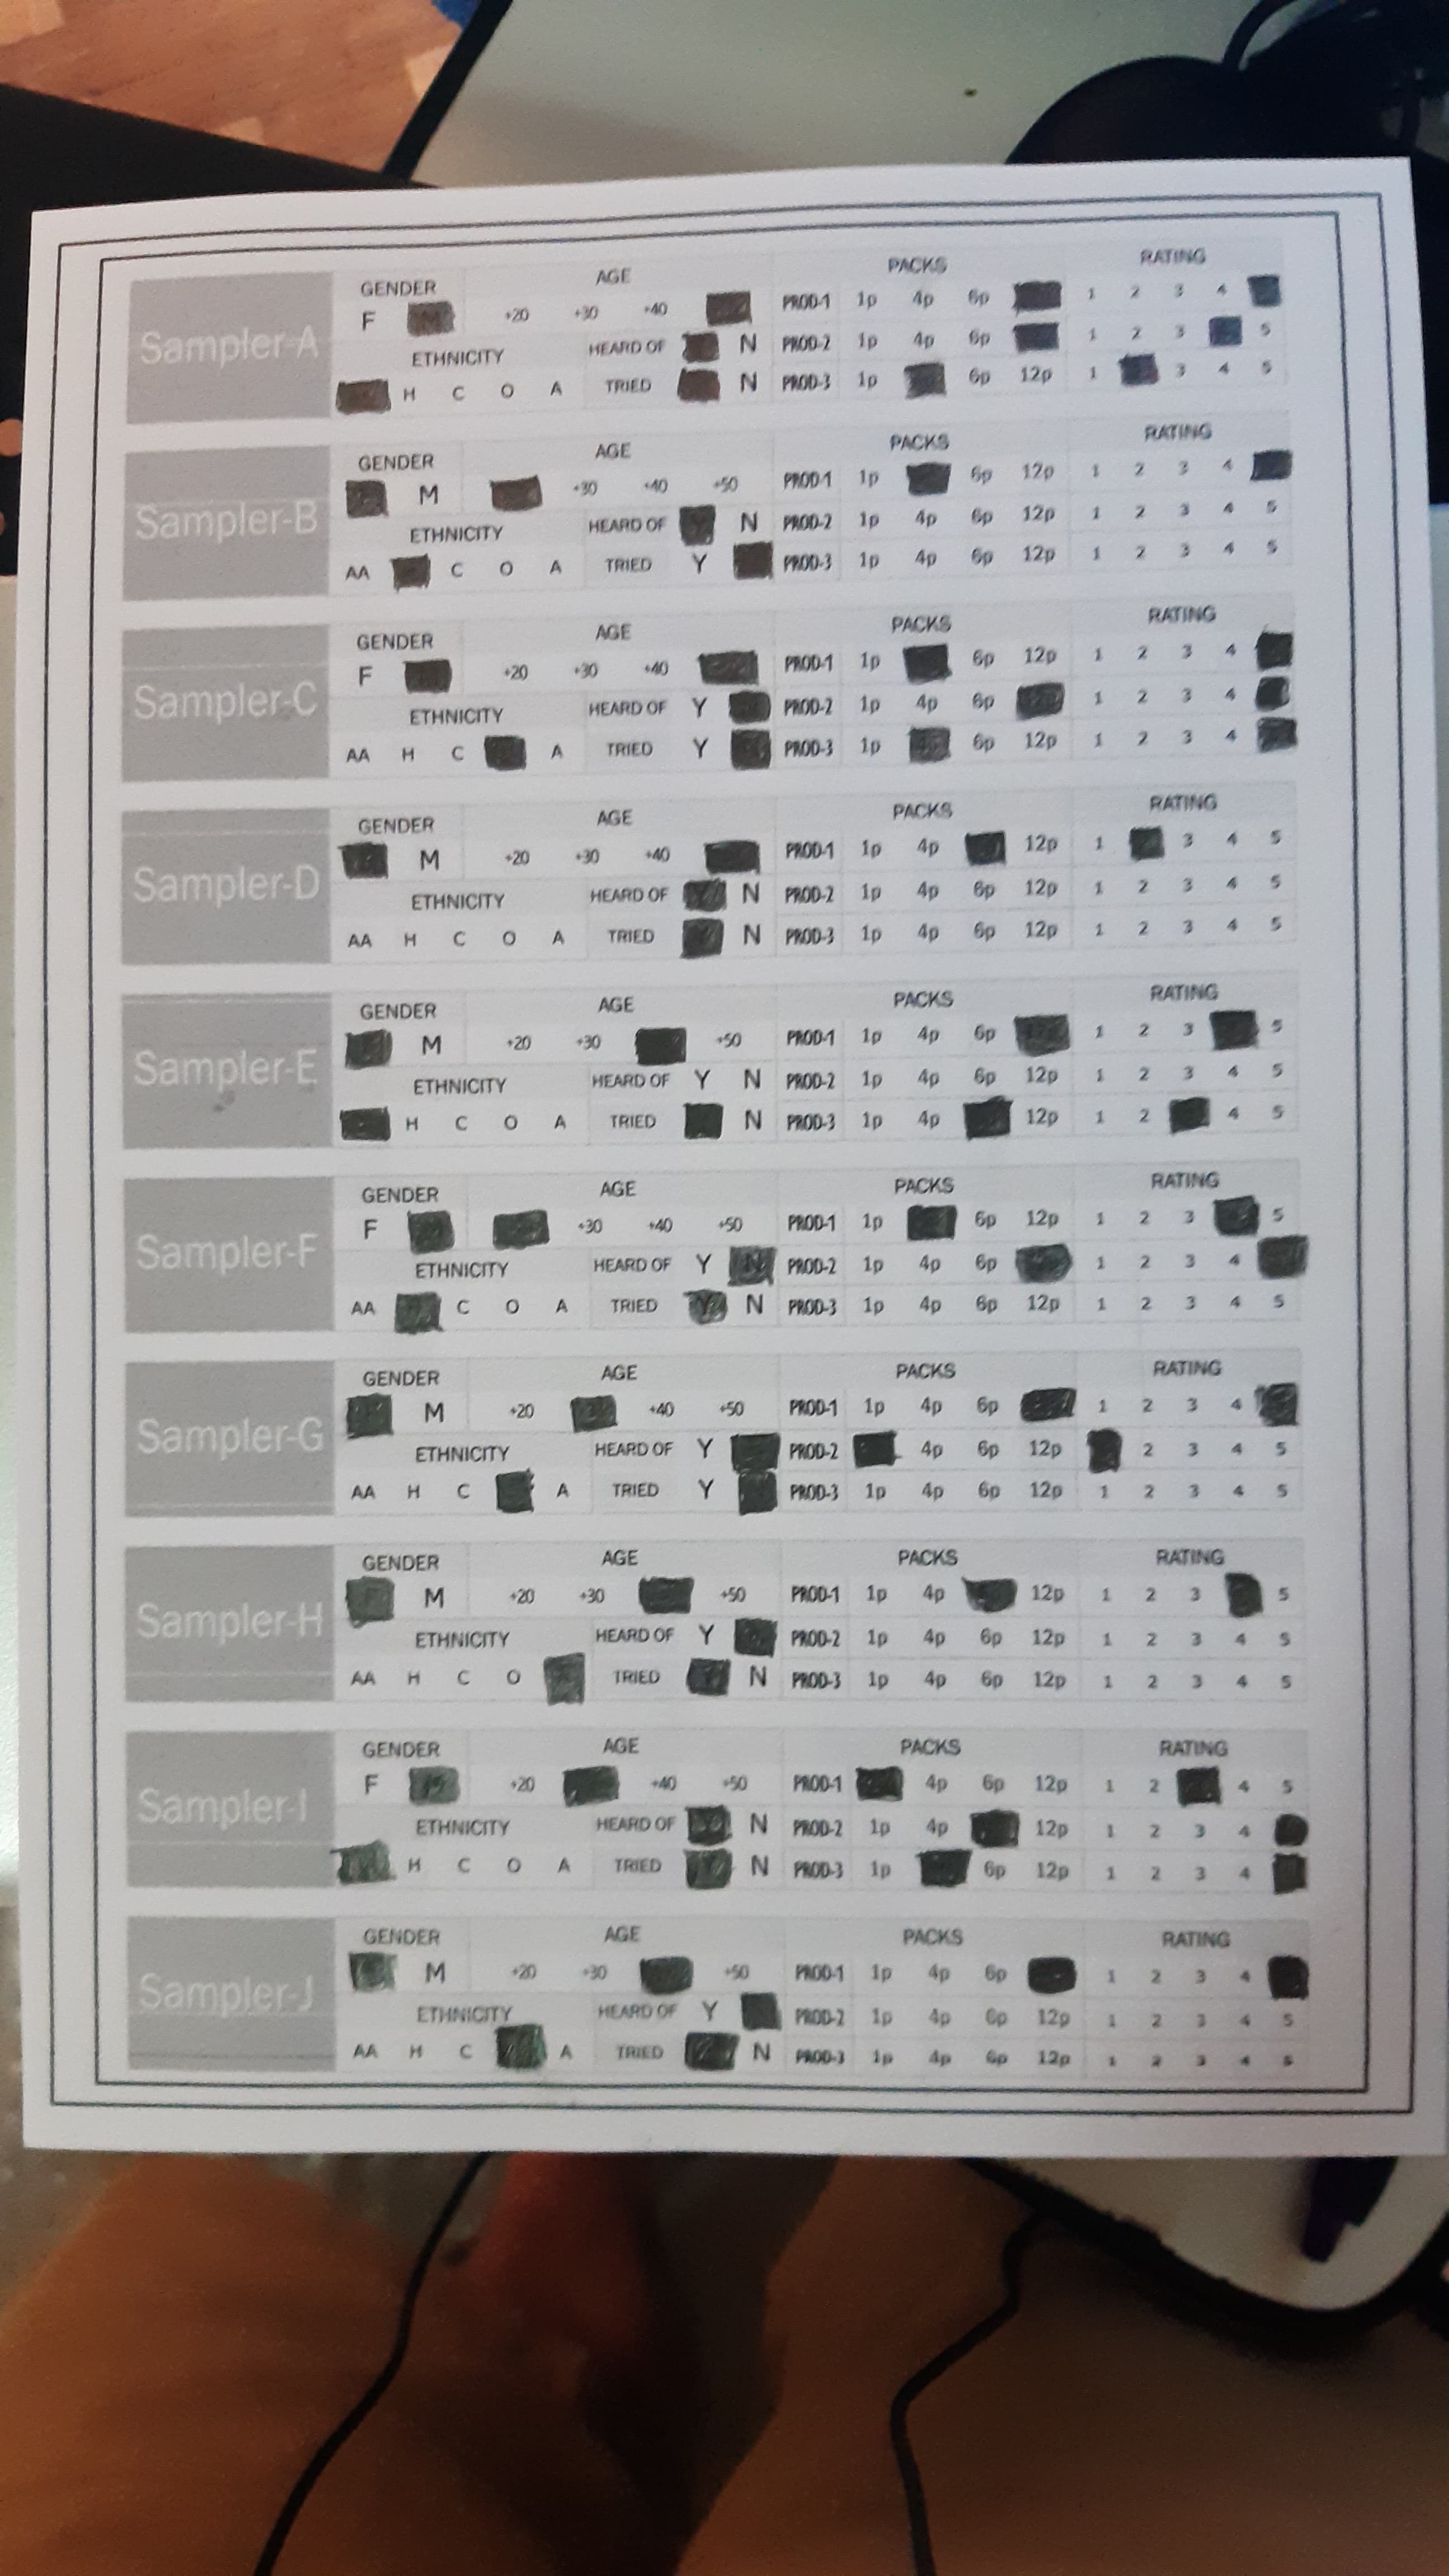 GENDER AGE PACKS RATING
Sampler-A
F M +20 +30 +40 PROD-1 1p 4p 6p 1 2 3 4
ETHNICITY HEARD OF N PROD-2 1p 4p 6p 1 2 3 5
H C O A TRIED N PROD-3 1p 6p 12p 1 3 4 5
GENDER AGE PACKS RATING
Sampler-B
M +30 +40 +50 PROD-1 1p 6p 12p 1 2 3 4
ETHNICITY HEARD OF Y N PROD-2 1p 4p 6p 12p 1 2 3 4 5
AA C O A TRIED Y PROD-3 1p 4p 6p 12p 1 2 3 4 5
GENDER AGE PACKS RATING
Sampler-C
F +20 +30 +40 PROD-1 1p 6p 12p 1 2 3 4
ETHNICITY HEARD OF Y PROD-2 1p 4p 6p 1 2 3 4
AA H C A TRIED Y PROD-3 1p 6p 12p 1 2 3 4
GENDER AGE PACKS RATING
Sampler-D
M +20 +30 +40 PROD-1 1p 4p 12p 1 3 4 5
ETHNICITY HEARD OF Y N PROD-2 1p 4p 6p 12p 1 2 3 4 5
AA H C O A TRIED N PROD-3 1p 4p 6p 12p 1 2 3 4 5
GENDER AGE PACKS RATING
Sampler-E
M +20 +30 +50 PROD-1 1p 4p 6p 1 2 3 5
ETHNICITY HEARD OF Y N PROD-2 1p 4p 6p 12p 1 2 3 4 5
H C O A TRIED N PROD-3 1p 4p 12p 1 2 4 5
GENDER AGE PACKS RATING
Sampler-F
F +30 +40 +50 PROD-1 1p 6p 12p 1 2 3 5
ETHNICITY HEARD OF Y N PROD-2 1p 4p 6p 1 2 3 4
AA C O A TRIED Y N PROD-3 1p 4p 6p 12p 1 2 3 4 5
GENDER AGE PACKS RATING
Sampler-G
M +20 +40 +50 PROD-1 1p 4p 6p 1 2 3 4
ETHNICITY HEARD OF Y PROD-2 4p 6p 12p 2 3 4 5
AA H C A TRIED Y PROD-3 1p 4p 6p 12p 1 2 3 4 5
GENDER AGE PACKS RATING
Sampler-H
M +20 +30 +50 PROD-1 1p 4p 12p 1 2 3 5
ETHNICITY HEARD OF Y PROD-2 1p 4p 6p 12p 1 2 3 4 5
AA H C O TRIED Y N PROD-3 1p 4p 6p 12p 1 2 3 4 5
GENDER AGE PACKS RATING
Sampler-I
F M +20 +40 +50 PROD-1 4p 6p 12p 1 2 4 5
ETHNICITY HEARD OF Y N PROD-2 1p 4p 12p 1 2 3 4
H C O A TRIED Y N PROD-3 1p 6p 12p 1 2 3 4
GENDER AGE PACKS RATING
Sampler-J
M +20 +30 +50 PROD-1 1p 4p 6p 1 2 3 4
ETHNICITY HEARD OF Y PROD-2 1p 4p 6p 12p 1 2 3 4 5
AA H C A TRIED N PROD-3 1p 4p 6p 12p 1 2 3 4 5